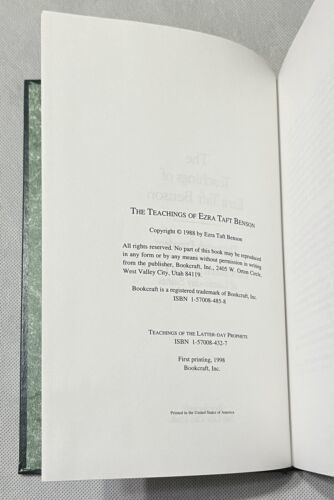 THE TEACHINGS OF EZRA TAFT BENSON
Copyright © 1988 by Ezra Taft Benson
All rights reserved. No part of this book may be reproduced
in any form or by any means without permission in writing
from the publisher, Bookcraft, Inc., 2405 W. Orton Circle,
West Valley City, Utah 84119.
Bookcraft is a registered trademark of Bookcraft, Inc.
ISBN 1-57008-485-8
TEACHINGS OF THE LATTER-DAY PROPHETS
ISBN 1-57008-432-7
First printing, 1998
Bookcraft, Inc.
Printed in the United States of America